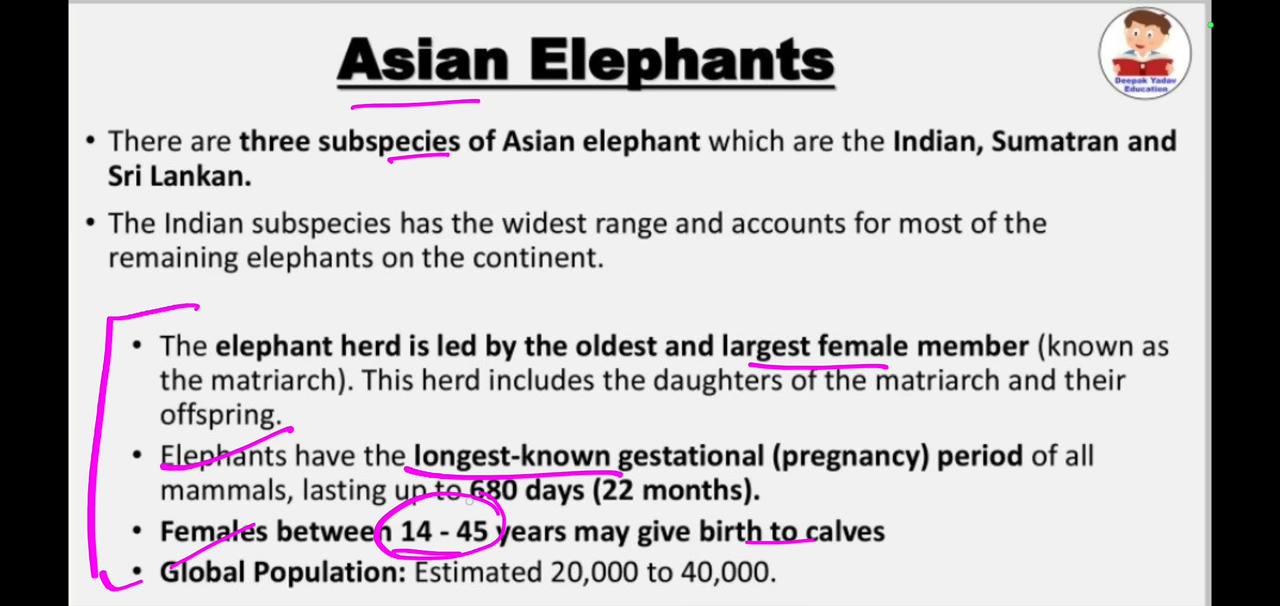 Asian Elephants
Deepak Yadav
Education
• There are three subspecies of Asian elephant which are the Indian, Sumatran and
Sri Lankan.
• The Indian subspecies has the widest range and accounts for most of the
remaining elephants on the continent.
• The elephant herd is led by the oldest and largest female member (known as
the matriarch). This herd includes the daughters of the matriarch and their
offspring.
• Elephants have the longest-known gestational (pregnancy) period of all
mammals, lasting up to 680 days (22 months).
• Females between 14 - 45 years may give birth to calves
• Global Population: Estimated 20,000 to 40,000.